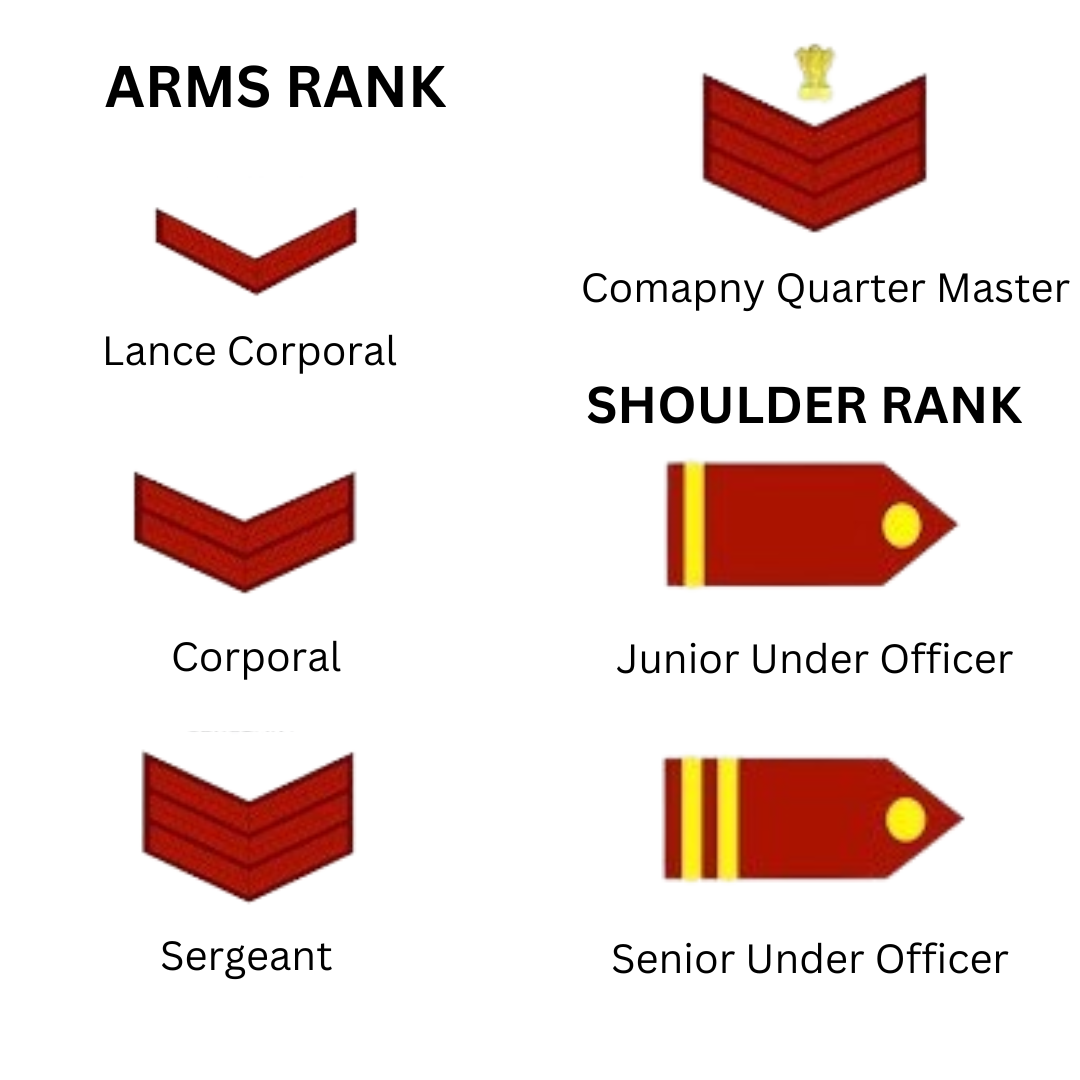 ARMS RANK
Lance Corporal
Corporal
Sergeant
Comapny Quarter Master
SHOULDER RANK
Junior Under Officer
Senior Under Officer